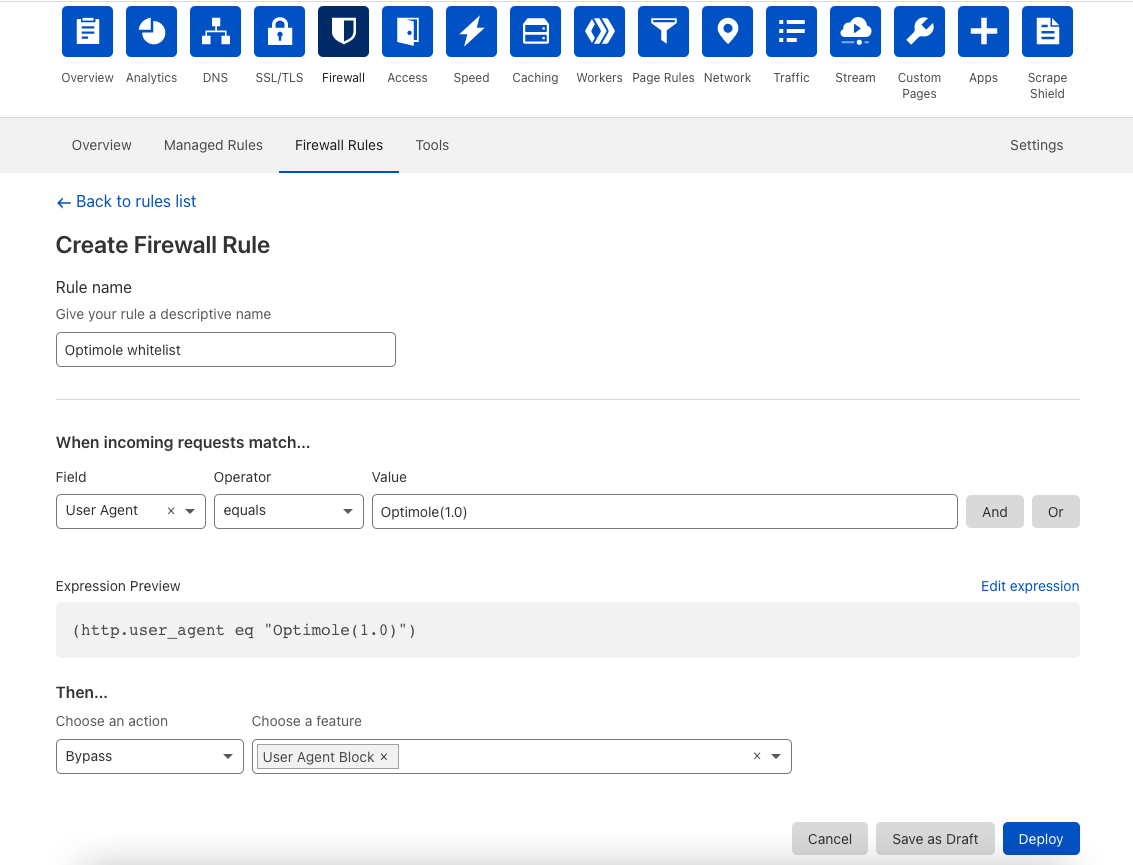 Overview Analytics DNS SSL/TLS Firewall Access Speed Caching Workers Page Rules Network Traffic Stream Custom Pages Apps Scrape Shield
Overview Managed Rules Firewall Rules Tools Settings
← Back to rules list
Create Firewall Rule
Rule name
Give your rule a descriptive name
Optimole whitelist
When incoming requests match...
Field Operator Value
User Agent × equals Optimole(1.0) And Or
Expression Preview Edit expression
(http.user_agent eq "Optimole(1.0)")
Then...
Choose an action Choose a feature
Bypass User Agent Block × ×
Cancel Save as Draft Deploy